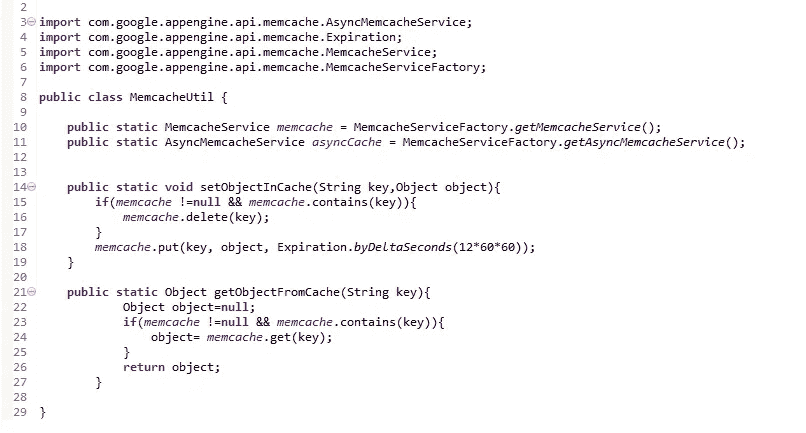 2
3 import com.google.appengine.api.memcache.AsyncMemcacheService;
4 import com.google.appengine.api.memcache.Expiration;
5 import com.google.appengine.api.memcache.MemcacheService;
6 import com.google.appengine.api.memcache.MemcacheServiceFactory;
7
8 public class MemcacheUtil {
9
10     public static MemcacheService memcache = MemcacheServiceFactory.getMemcacheService();
11     public static AsyncMemcacheService asyncCache = MemcacheServiceFactory.getAsyncMemcacheService();
12
13
14     public static void setObjectInCache(String key,Object object){
15         if(memcache !=null && memcache.contains(key)){
16             memcache.delete(key);
17         }
18         memcache.put(key, object, Expiration.byDeltaSeconds(12*60*60));
19     }
20
21     public static Object getObjectFromCache(String key){
22             Object object=null;
23             if(memcache !=null && memcache.contains(key)){
24                 object= memcache.get(key);
25             }
26             return object;
27         }
28
29 }